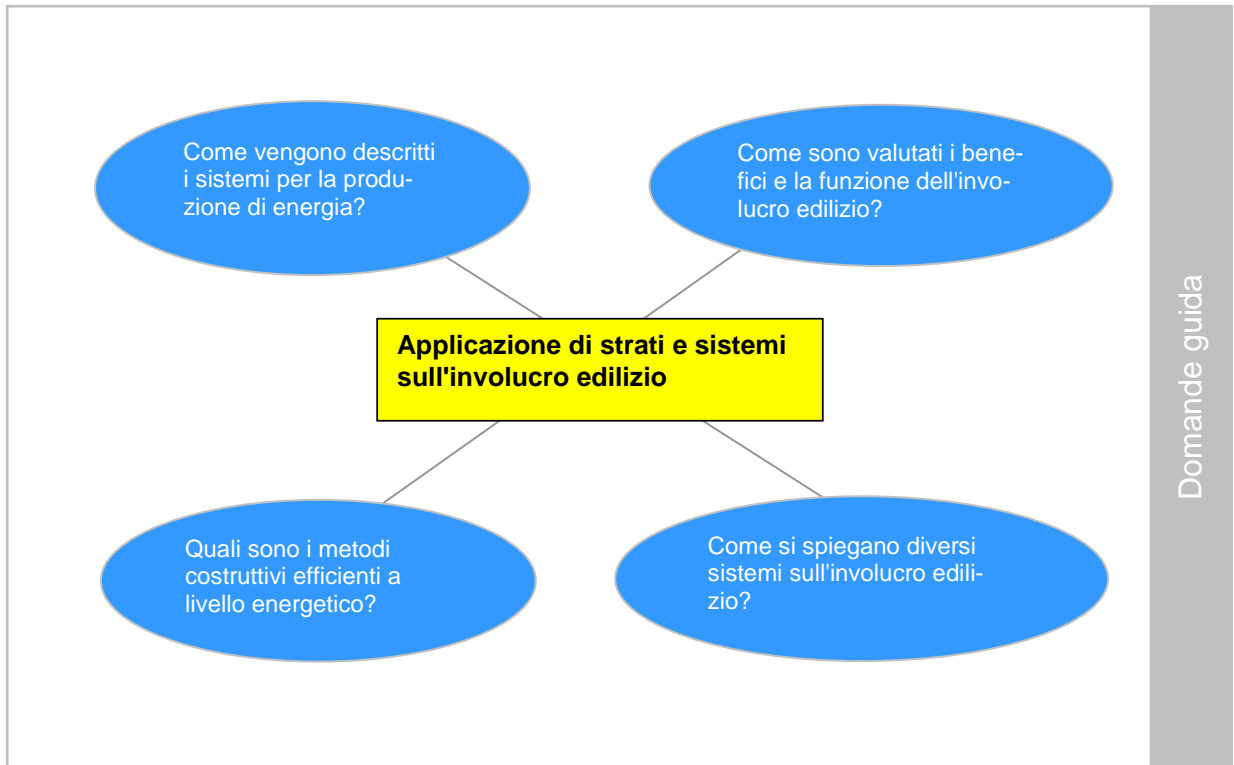 Come vengono descritti
i sistemi per la produ-
zione di energia?
Come sono valutati i bene-
fici e la funzione dell'invo-
lucro edilizio?
Applicazione di strati e sistemi
sull'involucro edilizio
Quali sono i metodi
costruttivi efficienti a
livello energetico?
Come si spiegano diversi
sistemi sull'involucro edili-
zio?
Domande guida